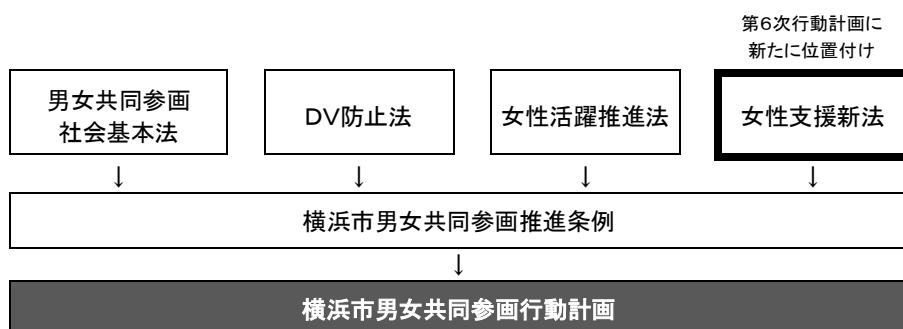 第6次行動計画に
新たに位置付け
男女共同参画
社会基本法
DV防止法
女性活躍推進法
女性支援新法
↓ ↓ ↓ ↓
横浜市男女共同参画推進条例
↓
横浜市男女共同参画行動計画